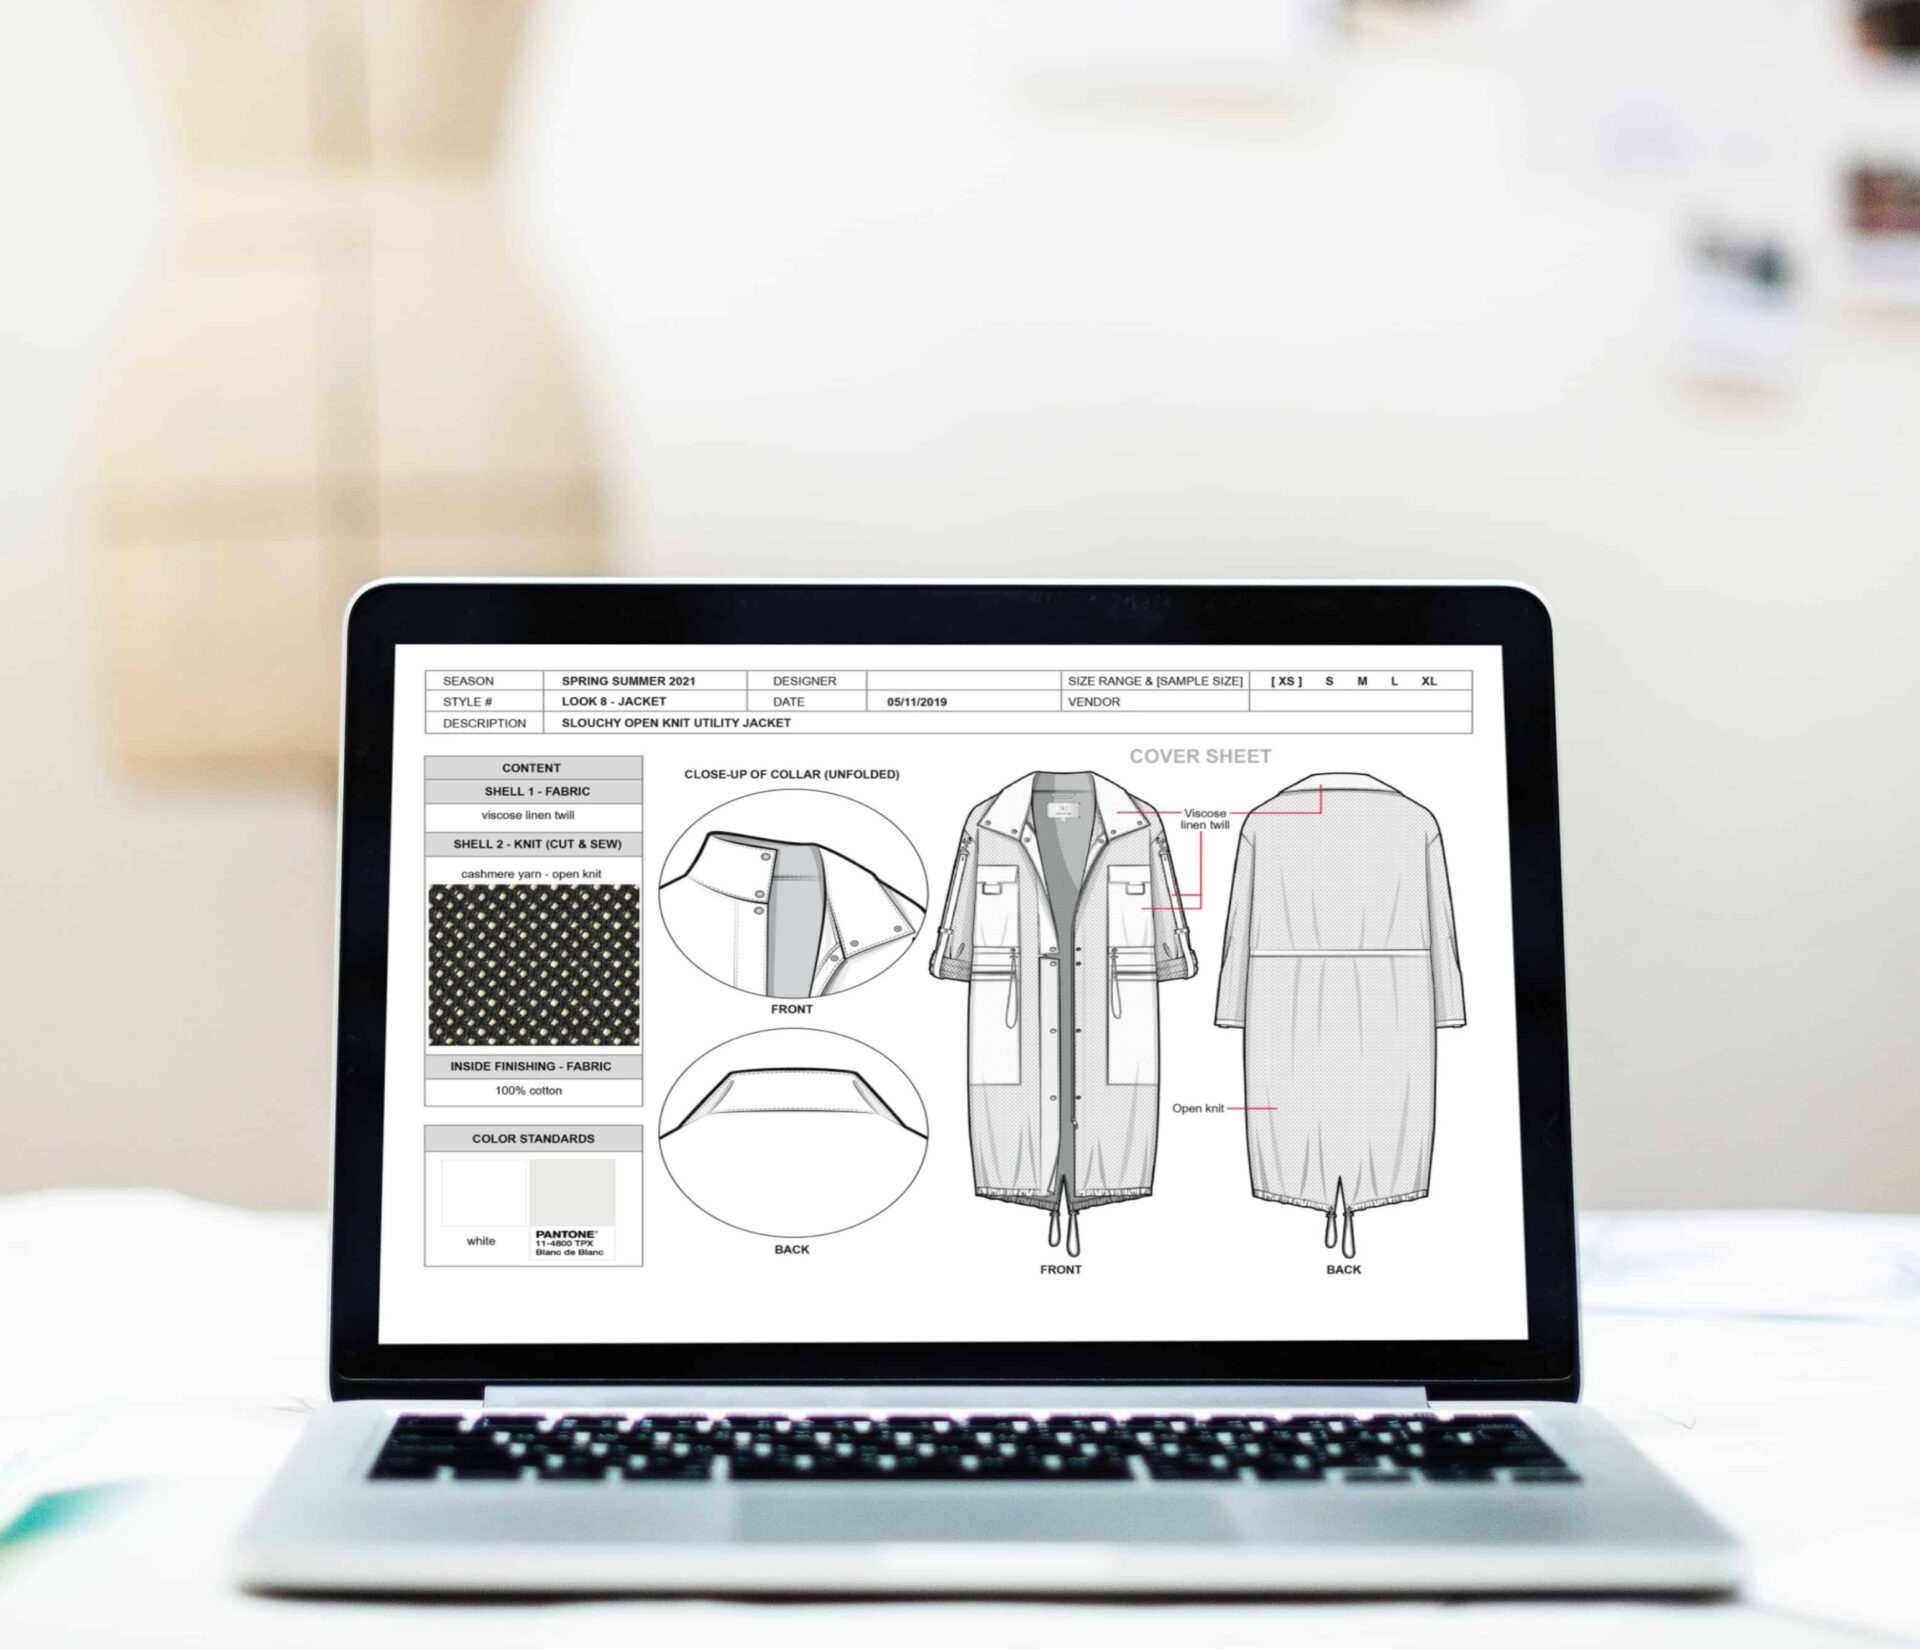 SEASON SPRING SUMMER 2021 DESIGNER SIZE RANGE & [SAMPLE SIZE] [ XS ] S M L XL
STYLE # LOOK 8 - JACKET DATE 05/11/2019 VENDOR
DESCRIPTION SLOUCHY OPEN KNIT UTILITY JACKET
COVER SHEET
CONTENT
SHELL 1 - FABRIC
viscose linen twill
SHELL 2 - KNIT (CUT & SEW)
cashmere yarn - open knit
INSIDE FINISHING - FABRIC
100% cotton
COLOR STANDARDS
white
PANTONE®
11-4800 TPX
Blanc de Blanc
CLOSE-UP OF COLLAR (UNFOLDED)
FRONT
BACK
Viscose
linen twill
Open knit
FRONT
BACK